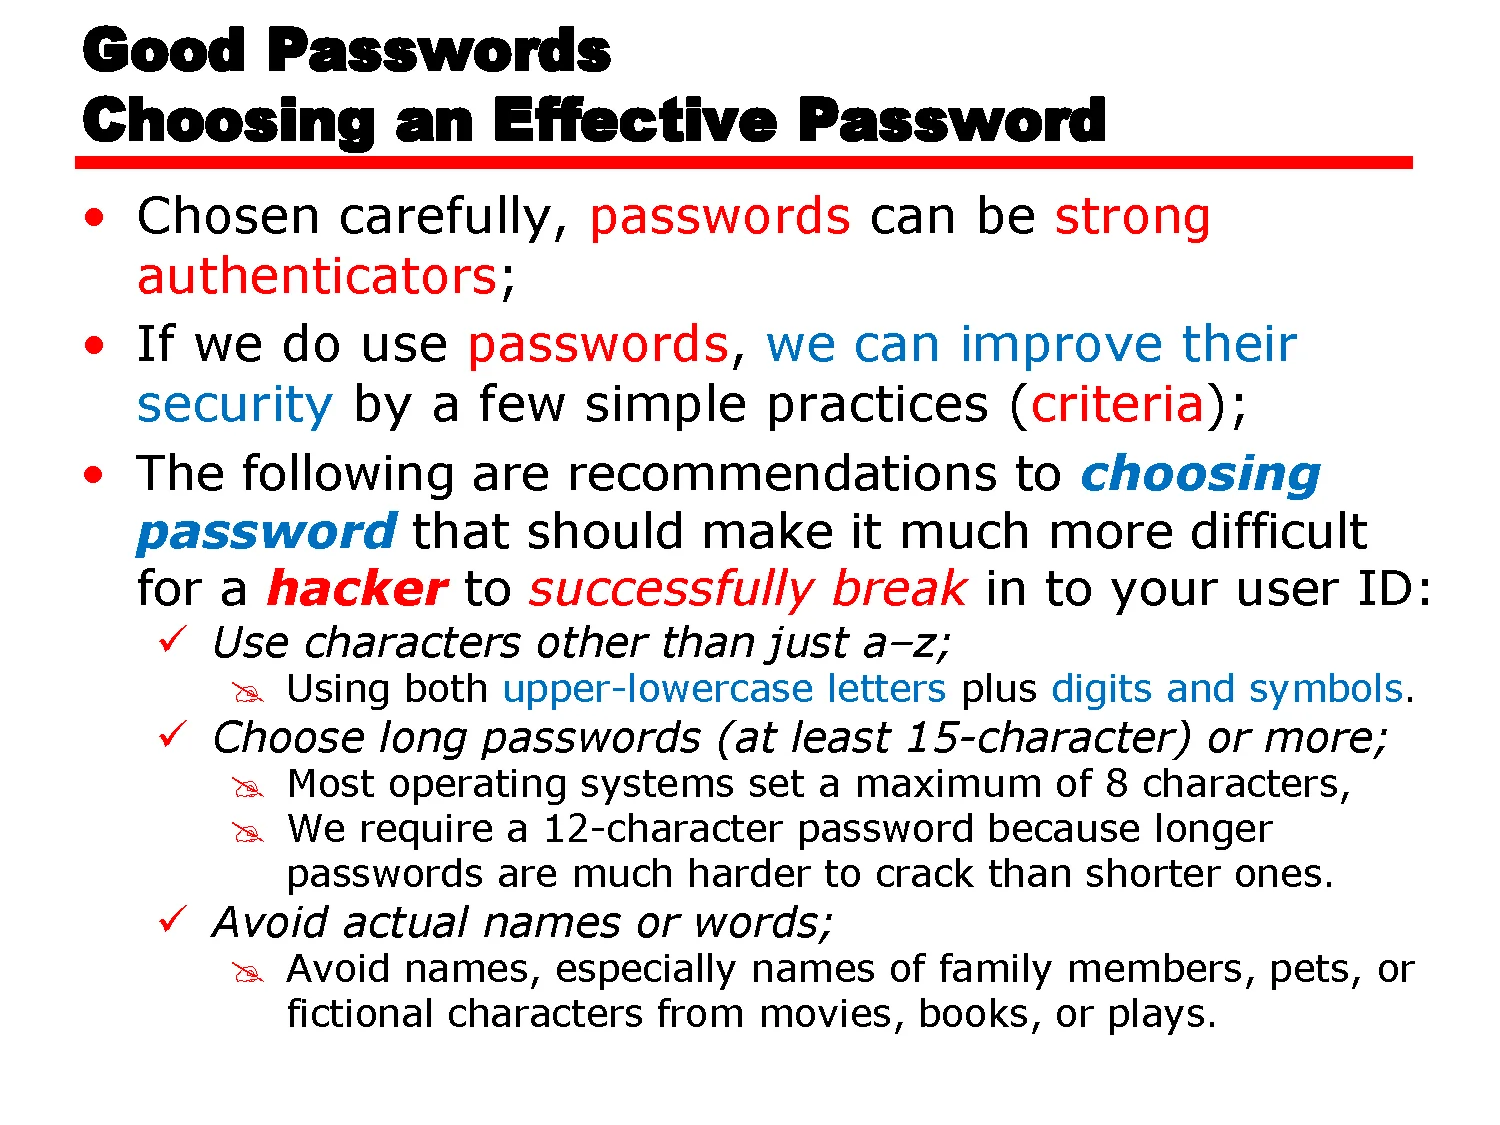 Good Passwords
Choosing an Effective Password
• Chosen carefully, passwords can be strong
authenticators;
• If we do use passwords, we can improve their
security by a few simple practices (criteria);
• The following are recommendations to choosing
password that should make it much more difficult
for a hacker to successfully break in to your user ID:
✓ Use characters other than just a–z;
Using both upper-lowercase letters plus digits and symbols.
✓ Choose long passwords (at least 15-character) or more;
Most operating systems set a maximum of 8 characters,
We require a 12-character password because longer
passwords are much harder to crack than shorter ones.
✓ Avoid actual names or words;
Avoid names, especially names of family members, pets, or
fictional characters from movies, books, or plays.